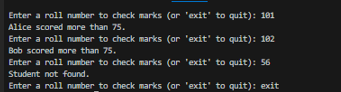 Enter a roll number to check marks (or 'exit' to quit): 101
Alice scored more than 75.
Enter a roll number to check marks (or 'exit' to quit): 102
Bob scored more than 75.
Enter a roll number to check marks (or 'exit' to quit): 56
Student not found.
Enter a roll number to check marks (or 'exit' to quit): exit